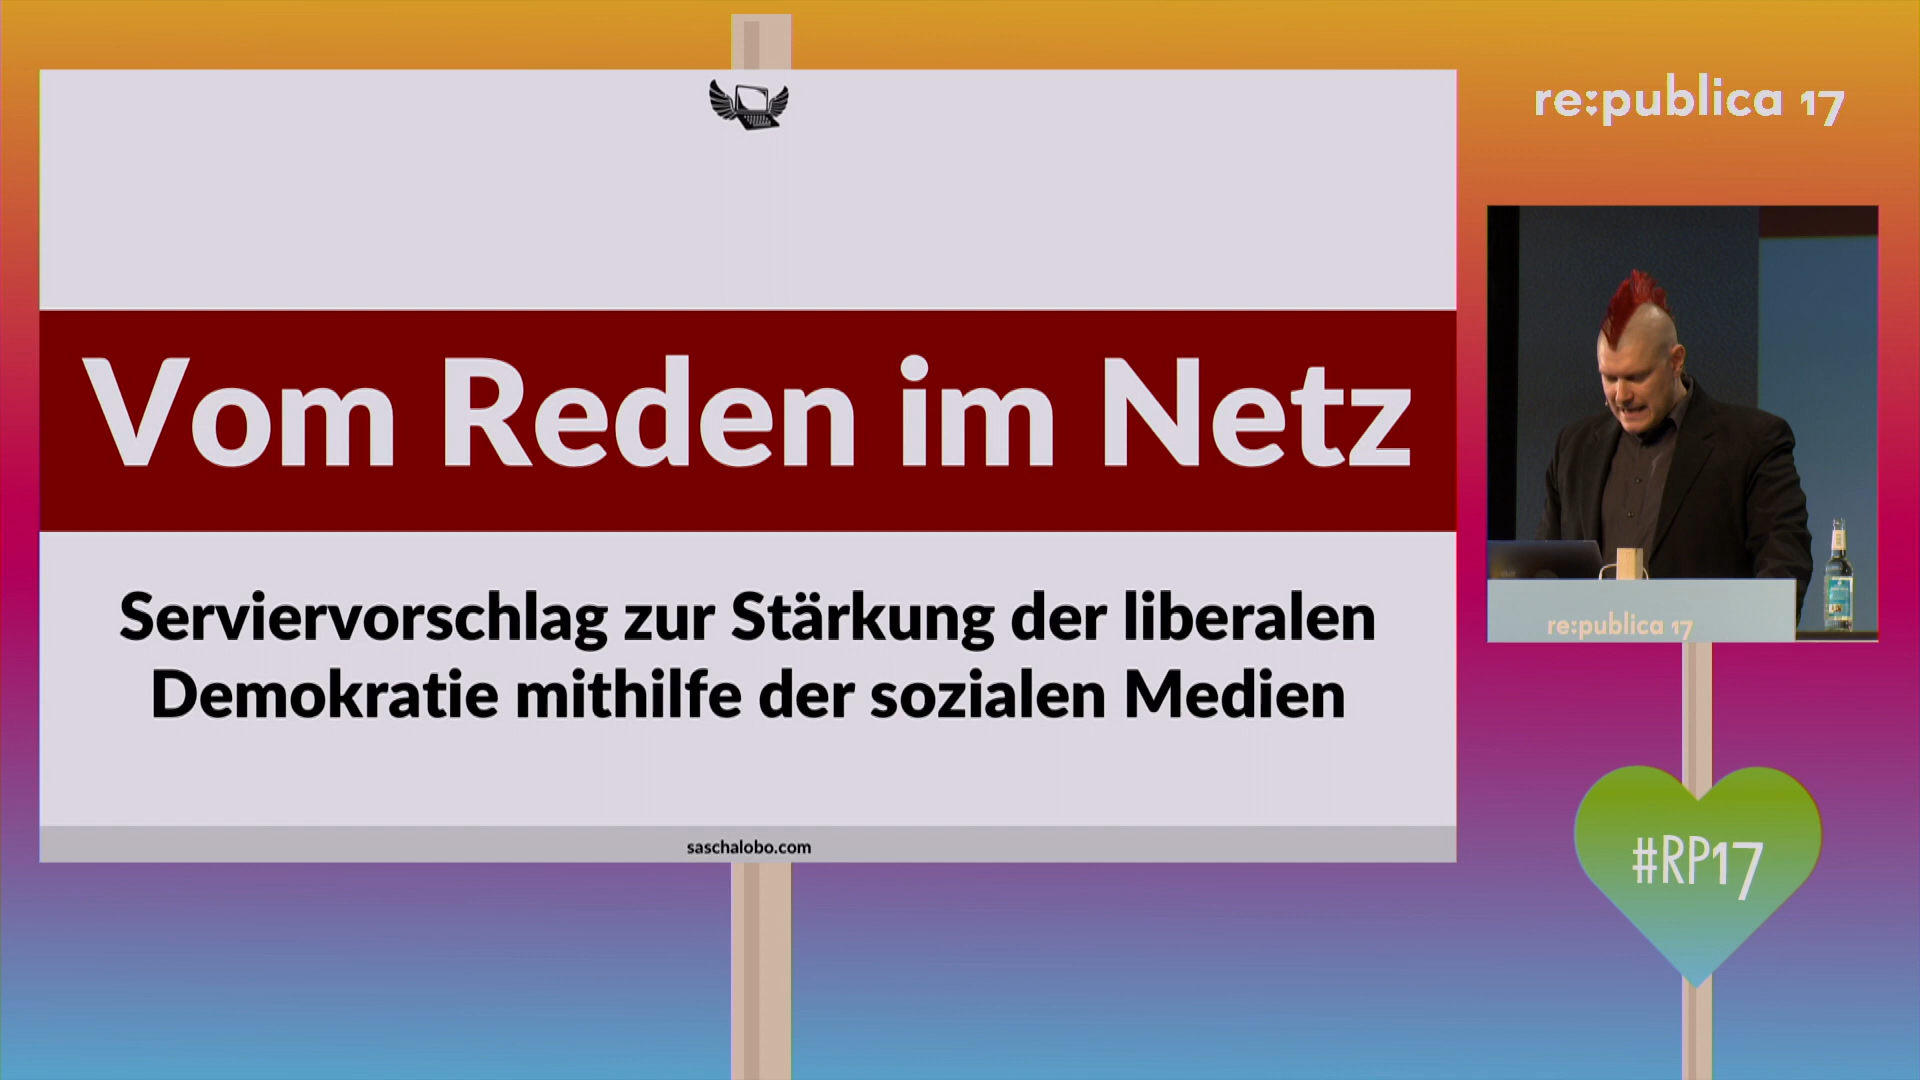 re:publica 17
Vom Reden im Netz
Serviervorschlag zur Stärkung der liberalen
Demokratie mithilfe der sozialen Medien
saschalobo.com
re:publica 17
#RP17